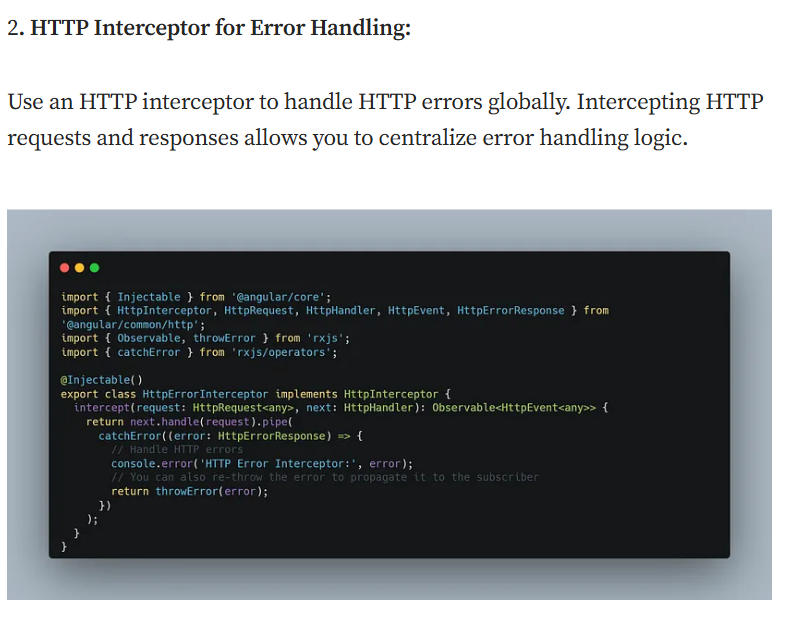 2. HTTP Interceptor for Error Handling:
Use an HTTP interceptor to handle HTTP errors globally. Intercepting HTTP
requests and responses allows you to centralize error handling logic.
import { Injectable } from '@angular/core';
import { HttpInterceptor, HttpRequest, HttpHandler, HttpEvent, HttpErrorResponse } from
'@angular/common/http';
import { Observable, throwError } from 'rxjs';
import { catchError } from 'rxjs/operators';
@Injectable()
export class HttpErrorInterceptor implements HttpInterceptor {
intercept(request: HttpRequest<any>, next: HttpHandler): Observable<HttpEvent<any>> {
return next.handle(request).pipe(
catchError((error: HttpErrorResponse) => {
// Handle HTTP errors
console.error('HTTP Error Interceptor:', error);
// You can also re-throw the error to propagate it to the subscriber
return throwError(error);
})
);
}
}